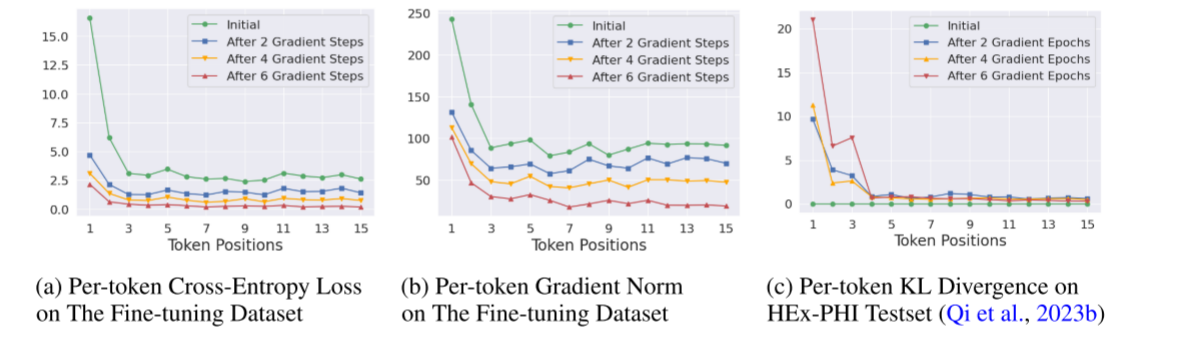 Initial
After 2 Gradient Steps
After 4 Gradient Steps
After 6 Gradient Steps
15.0
12.5
10.0
7.5
5.0
2.5
0.0
1 3 5 7 9 11 13 15
Token Positions
(a) Per-token Cross-Entropy Loss
on The Fine-tuning Dataset
Initial
After 2 Gradient Steps
After 4 Gradient Steps
After 6 Gradient Steps
250
200
150
100
50
1 3 5 7 9 11 13 15
Token Positions
(b) Per-token Gradient Norm
on The Fine-tuning Dataset
Initial
After 2 Gradient Epochs
After 4 Gradient Epochs
After 6 Gradient Epochs
20
15
10
5
0
1 3 5 7 9 11 13 15
Token Positions
(c) Per-token KL Divergence on
HEx-PHI Testset (Qi et al., 2023b)